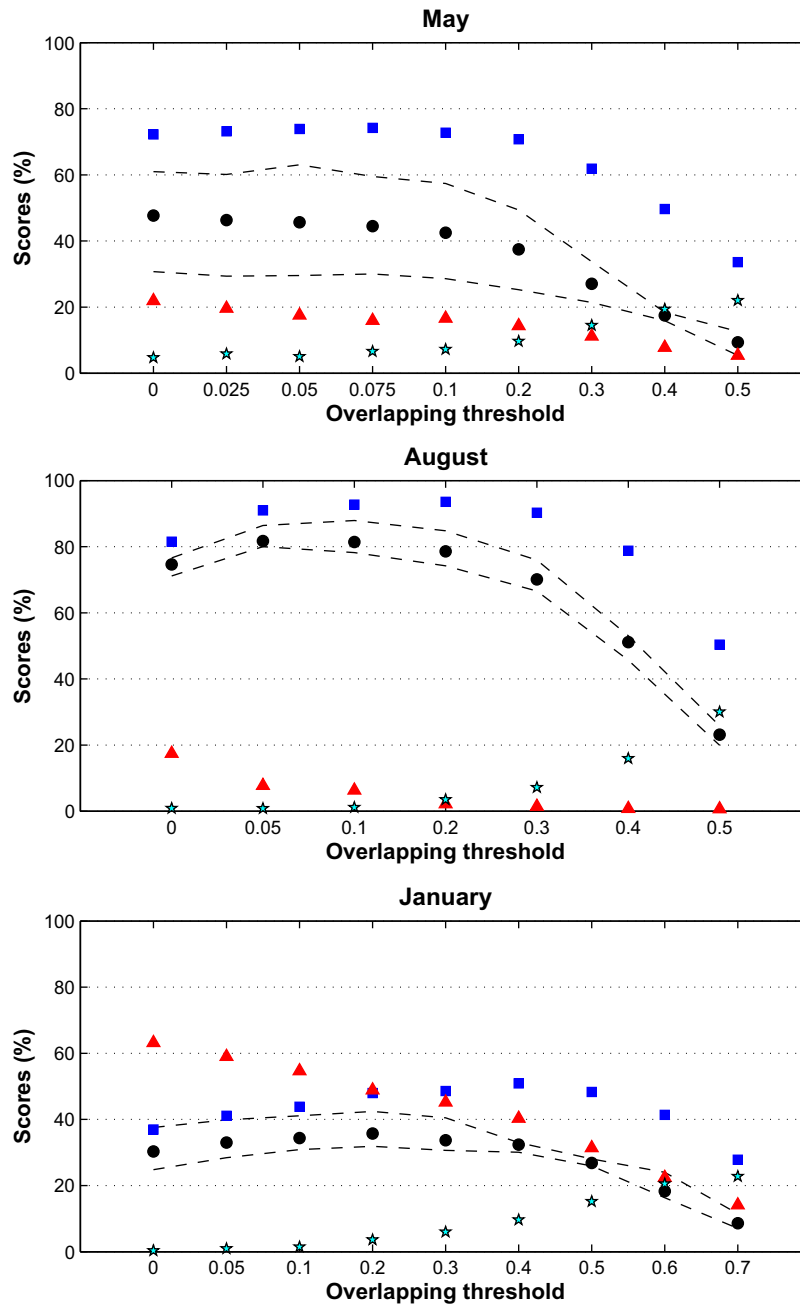 May
100
80
60
40
20
0
Scores (%)
0 0.025 0.05 0.075 0.1 0.2 0.3 0.4 0.5
Overlapping threshold
August
100
80
60
40
20
0
Scores (%)
0 0.05 0.1 0.2 0.3 0.4 0.5
Overlapping threshold
January
100
80
60
40
20
0
Scores (%)
0 0.05 0.1 0.2 0.3 0.4 0.5 0.6 0.7
Overlapping threshold